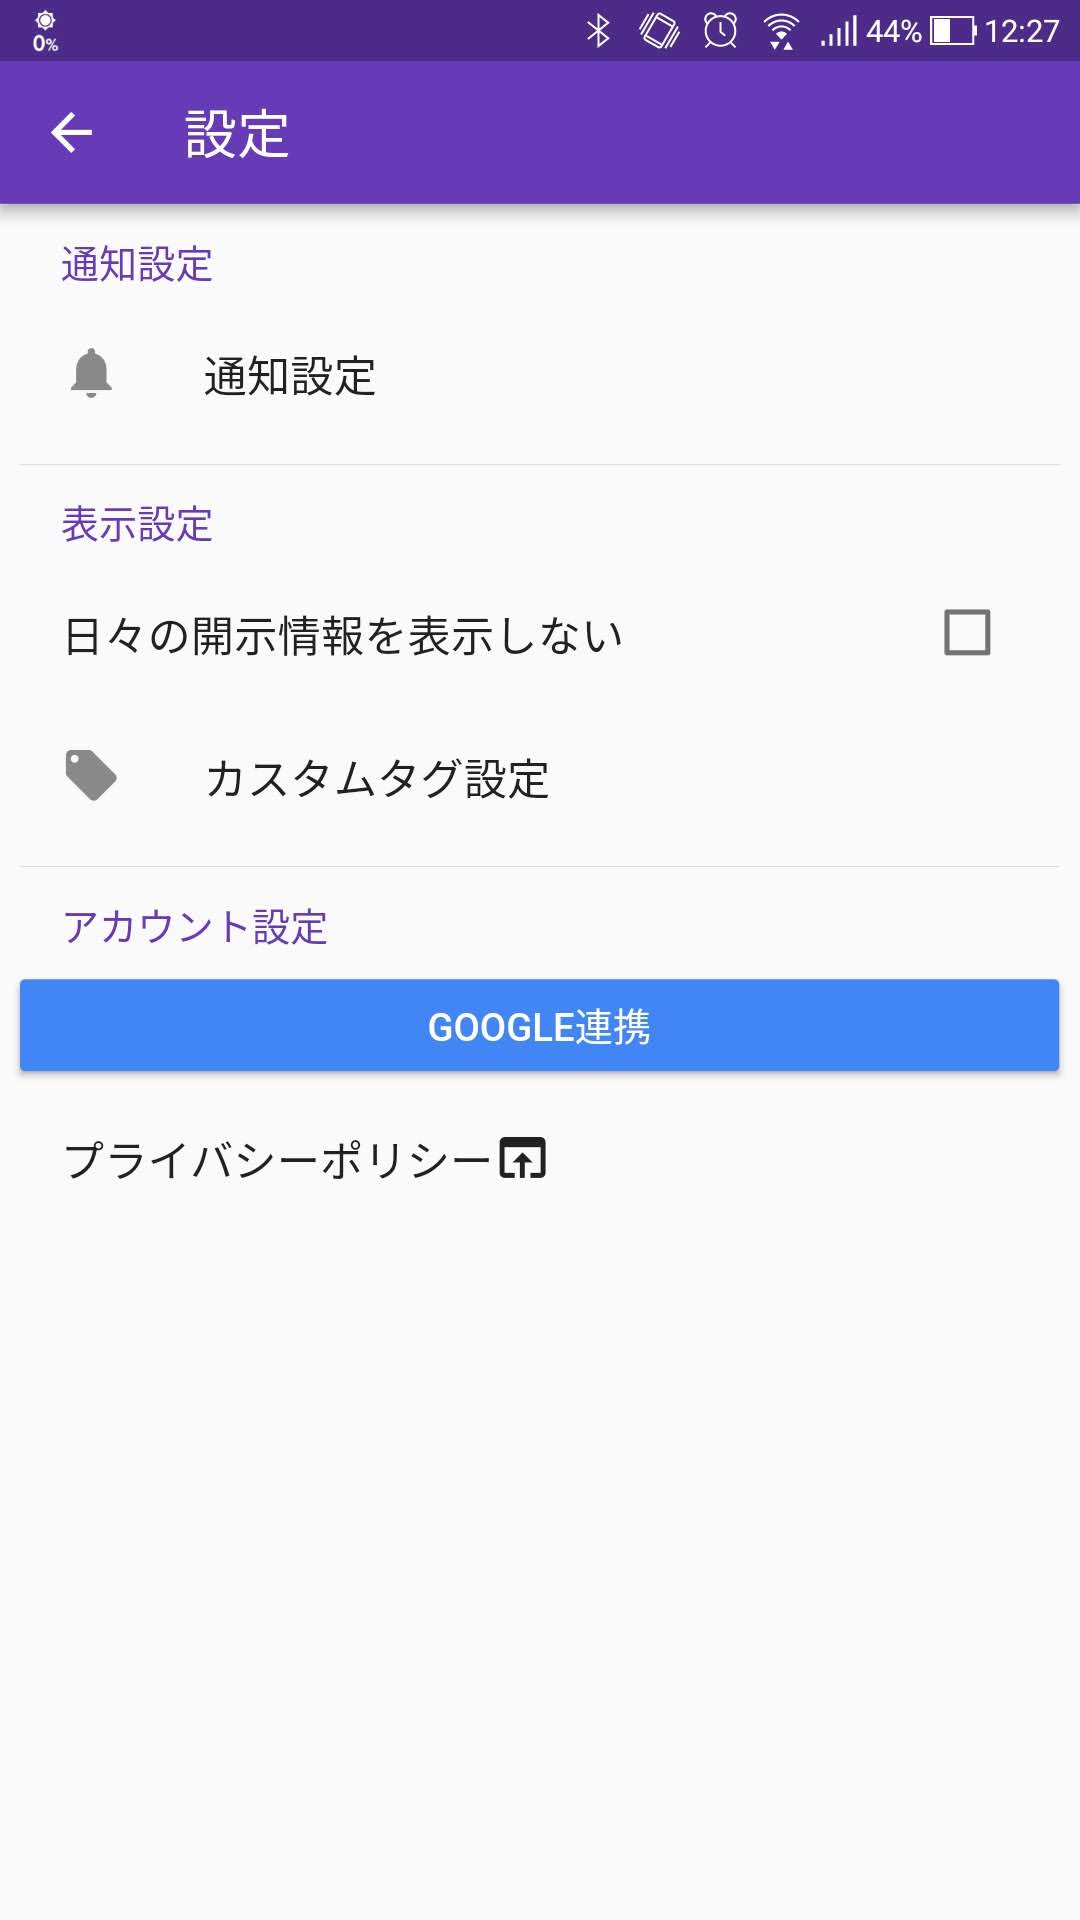 0%
44% 12:27
設定
通知設定
通知設定
表示設定
日々の開示情報を表示しない
カスタムタグ設定
アカウント設定
GOOGLE連携
プライバシーポリシー